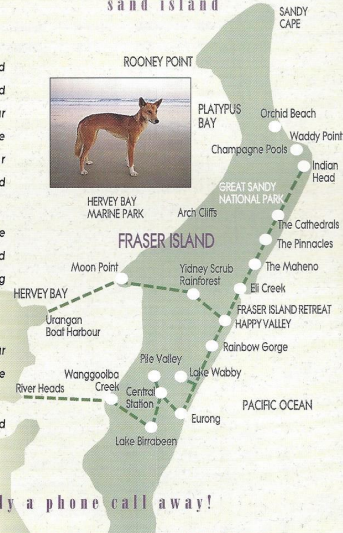 sand island
SANDY
CAPE
ROONEY POINT
PLATYPUS
BAY
Orchid Beach
Waddy Point
Champagne Pools
Indian
Head
GREAT SANDY
NATIONAL PARK
HERVEY BAY
MARINE PARK
Arch Cliffs
The Cathedrals
FRASER ISLAND
The Pinnacles
Moon Point
Yidney Scrub
Rainforest
The Maheno
Eli Creek
HERVEY BAY
FRASER ISLAND RETREAT
HAPPY VALLEY
Urangan
Boat Harbour
Rainbow Gorge
Pile Valley
Lake Wabby
Wanggoolba
Creek
River Heads
Central
Station
PACIFIC OCEAN
Eurong
Lake Birrabeen
ly a phone call away!